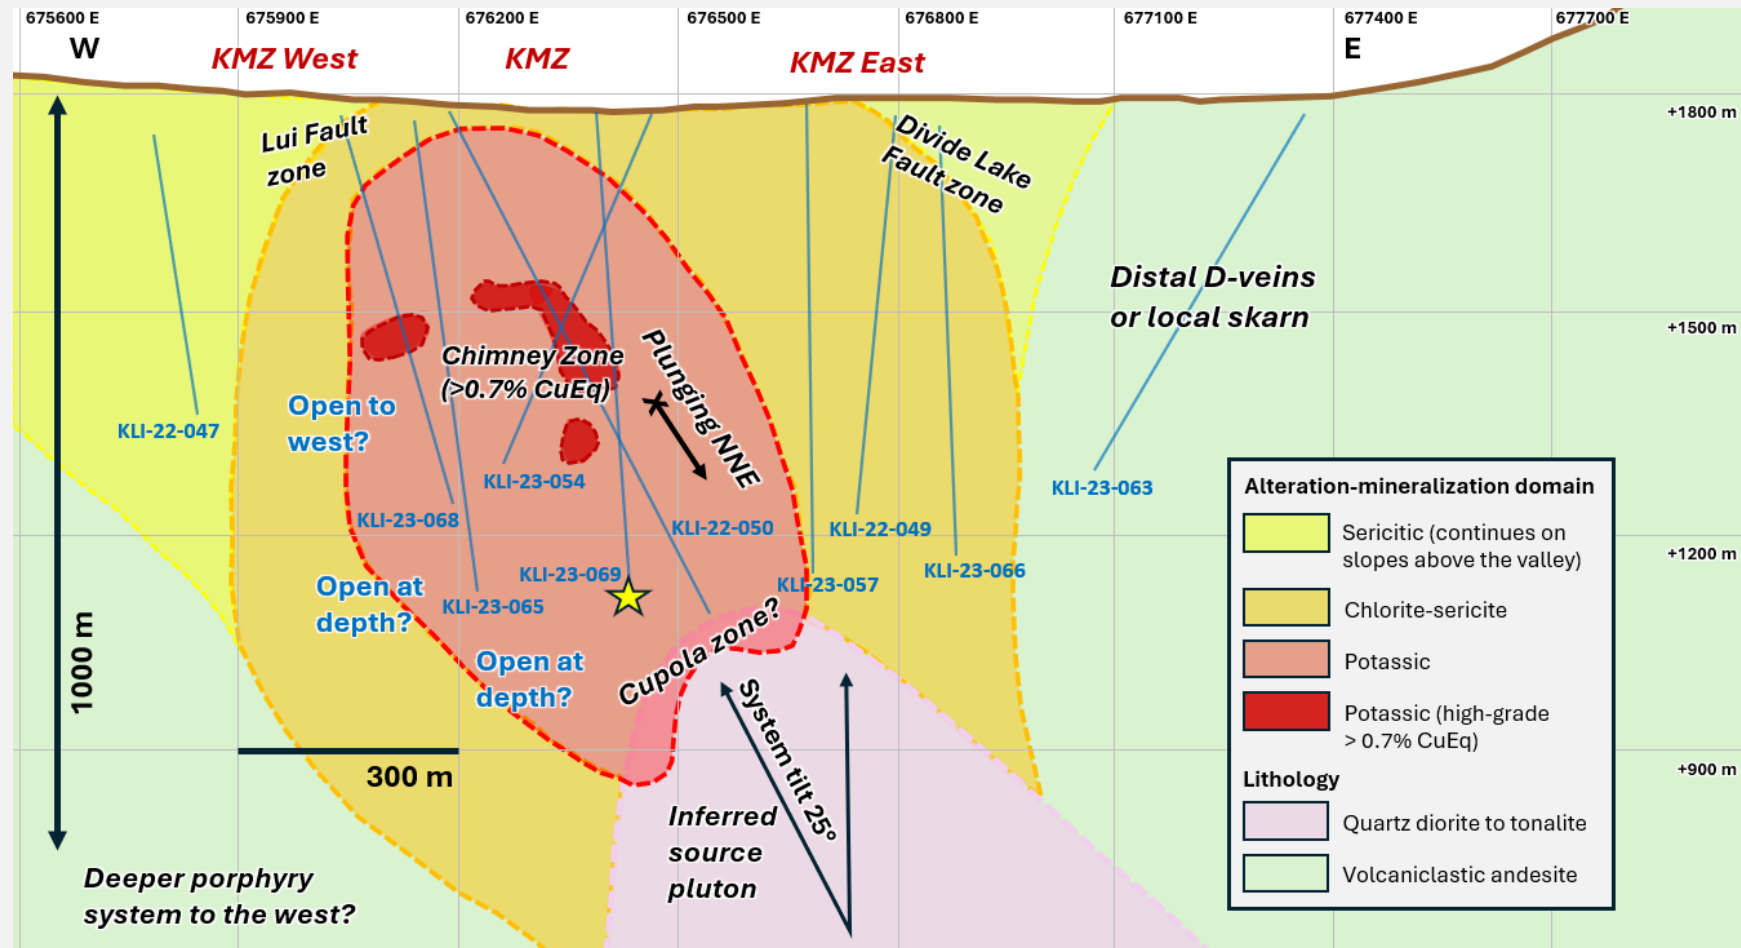 675600 E
675900 E
676200 E
676500 E
676800 E
677100 E
677400 E
677700 E
W
E
KMZ West
KMZ
KMZ East
+1800 m
Lui Fault
zone
Divide Lake
Fault zone
Distal D-veins
or local skarn
+1500 m
Chimney Zone
(>0.7% CuEq)
Plunging NNE
Open to
west?
KLI-22-047
KLI-23-054
KLI-23-063
KLI-23-068
KLI-22-050
KLI-22-049
+1200 m
KLI-23-069
KLI-23-066
KLI-23-057
Open at
depth?
KLI-23-065
1000 m
Cupola zone?
Open at
depth?
System tilt 25°
300 m
+900 m
Inferred
source
pluton
Deeper porphyry
system to the west?
Alteration-mineralization domain
Sericitic (continues on
slopes above the valley)
Chlorite-sericite
Potassic
Potassic (high-grade
> 0.7% CuEq)
Lithology
Quartz diorite to tonalite
Volcaniclastic andesite